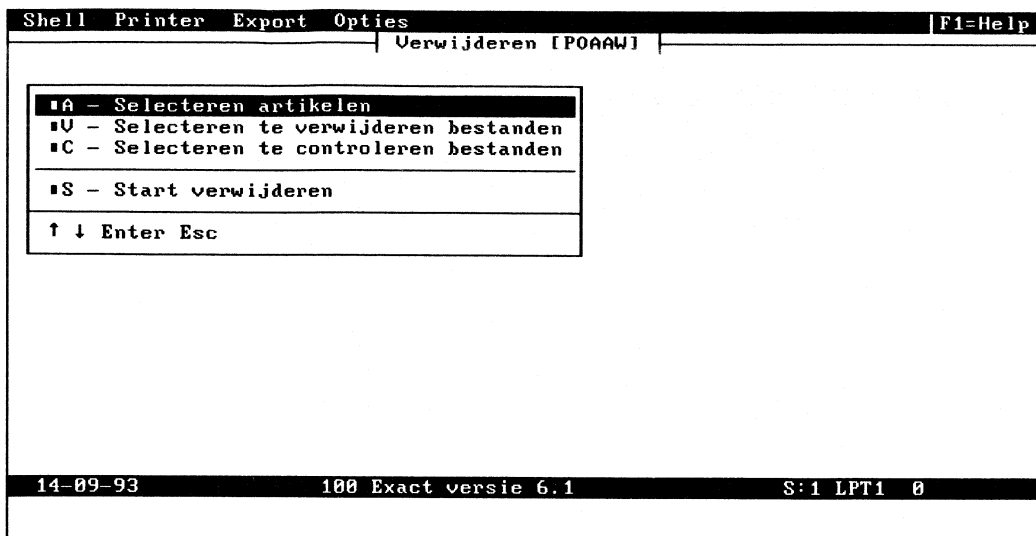 Shell Printer Export Opties F1=Help
Verwijderen [POAAW]
A – Selecteren artikelen
V – Selecteren te verwijderen bestanden
C – Selecteren te controleren bestanden
S – Start verwijderen
↑ ↓ Enter Esc
14-09-93 100 Exact versie 6.1 S:1 LPT1 0